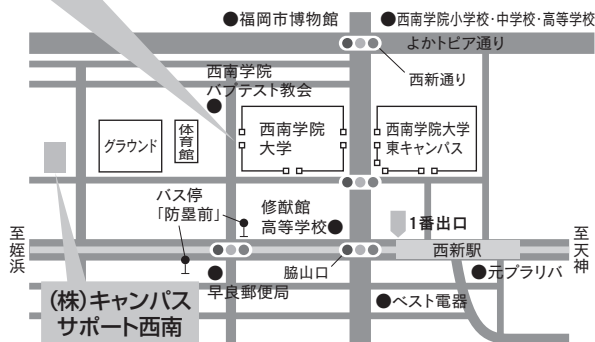 ●福岡市博物館
●西南学院小学校・中学校・高等学校
よかトピア通り
西新通り
西南学院
バプテスト教会
グラウンド
体育館
西南学院
大学
西南学院大学
東キャンパス
バス停
「防塁前」
修猷館
高等学校●
1番出口
至姪浜
西新駅
至天神
脇山口
●元プラリバ
早良郵便局
●ベスト電器
(株)キャンパス
サポート西南